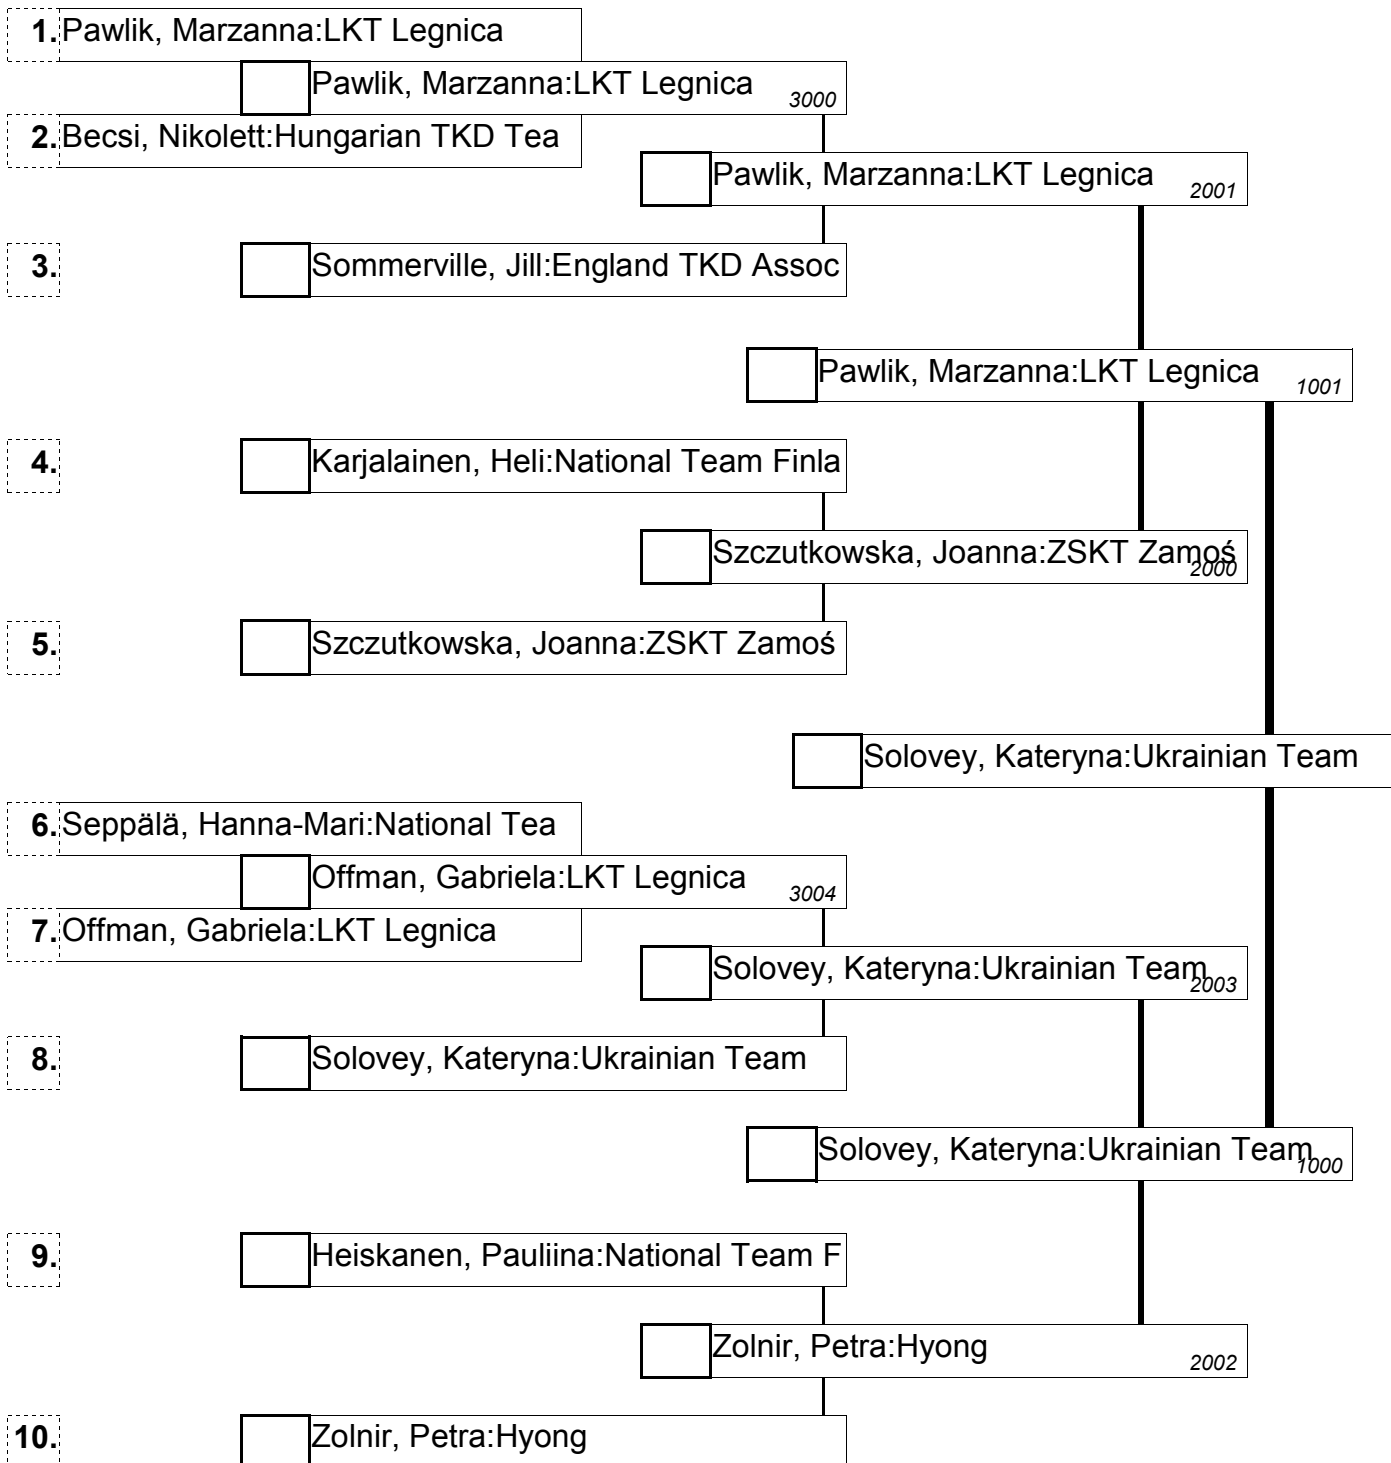 1. Pawlik, Marzanna:LKT Legnica
Pawlik, Marzanna:LKT Legnica 3000
2. Becsi, Nikolett:Hungarian TKD Tea
Pawlik, Marzanna:LKT Legnica 2001
3. Sommerville, Jill:England TKD Assoc
Pawlik, Marzanna:LKT Legnica 1001
4. Karjalainen, Heli:National Team Finla
Szczutkowska, Joanna:ZSKT Zamoś 2000
5. Szczutkowska, Joanna:ZSKT Zamoś
Solovey, Kateryna:Ukrainian Team
6. Seppälä, Hanna-Mari:National Tea
Offman, Gabriela:LKT Legnica 3004
7. Offman, Gabriela:LKT Legnica
Solovey, Kateryna:Ukrainian Team 2003
8. Solovey, Kateryna:Ukrainian Team
Solovey, Kateryna:Ukrainian Team 1000
9. Heiskanen, Pauliina:National Team F
Zolnir, Petra:Hyong 2002
10. Zolnir, Petra:Hyong